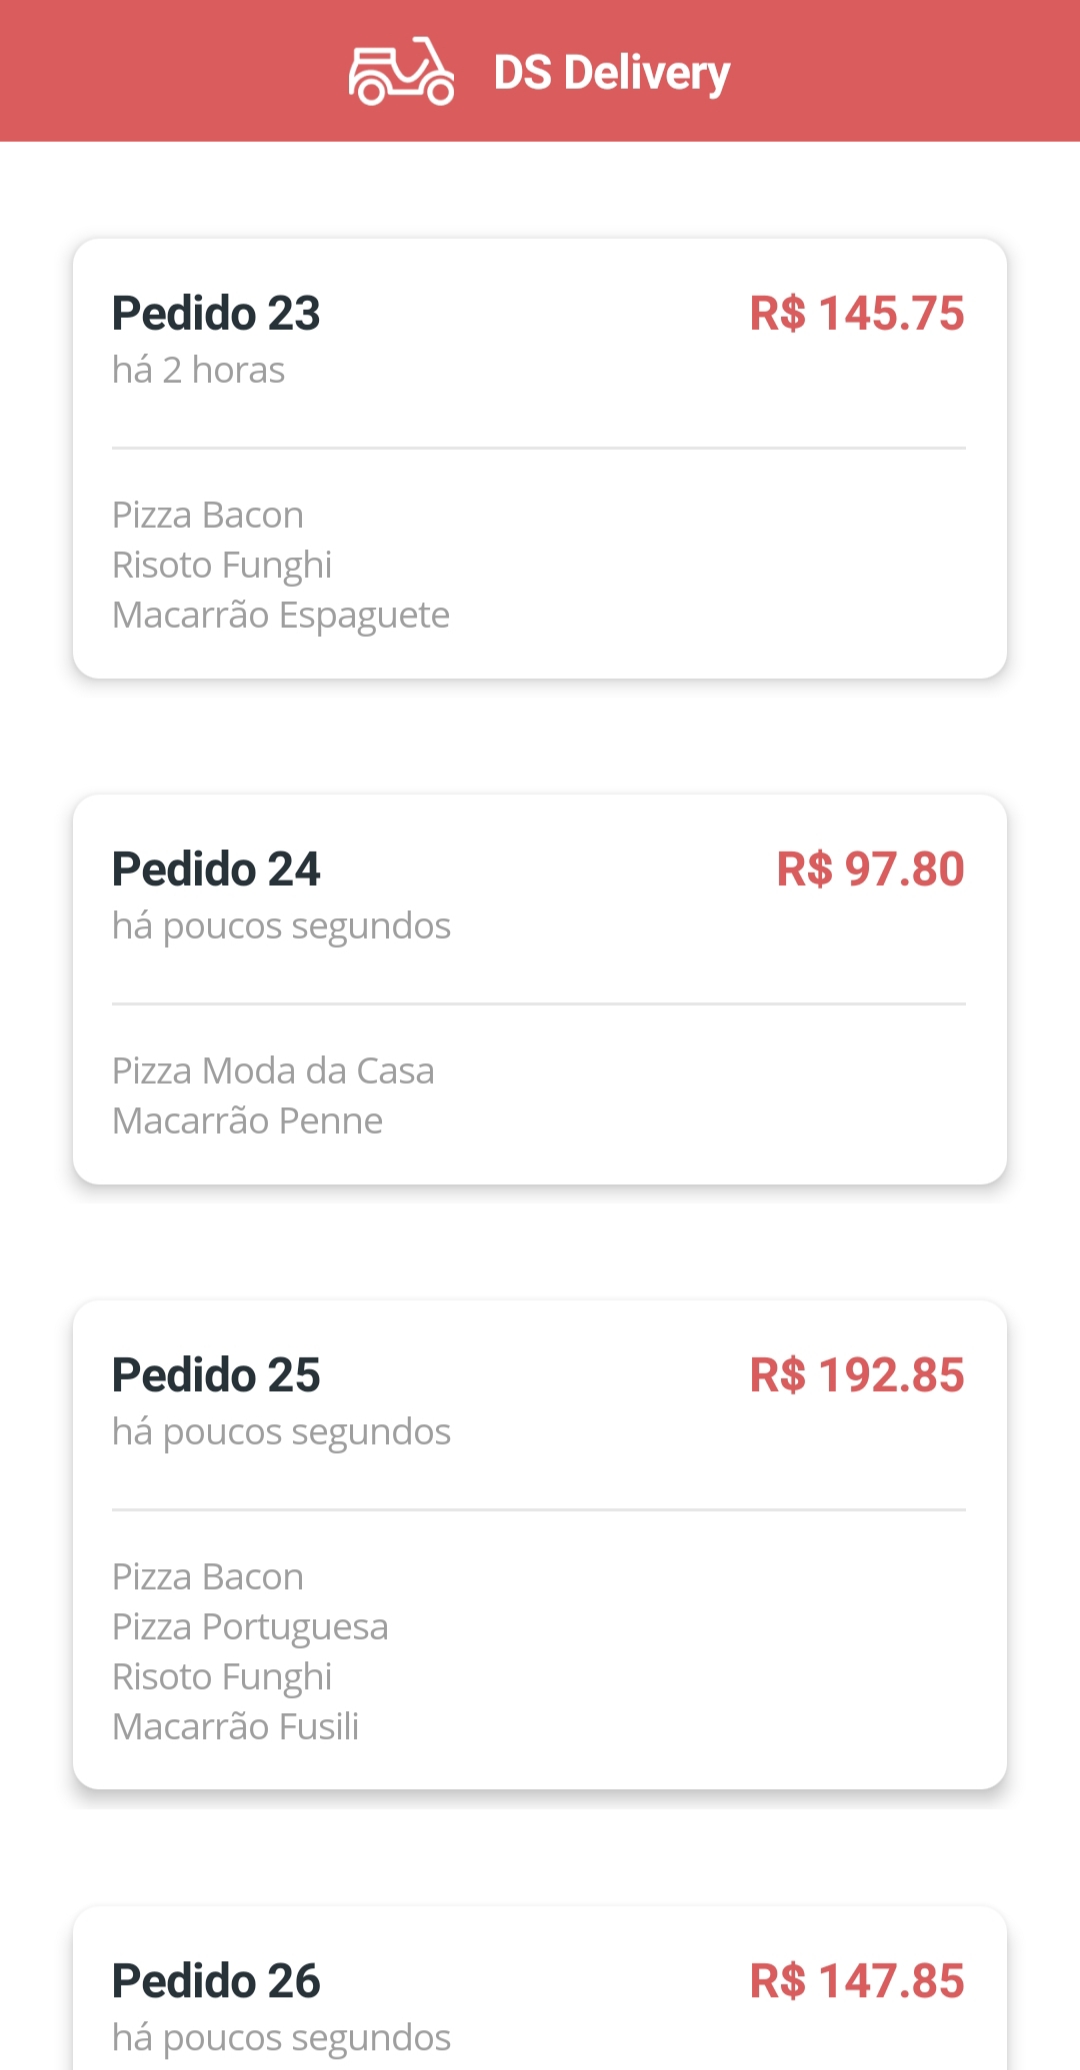 DS Delivery
Pedido 23 R$ 145.75
há 2 horas
Pizza Bacon
Risoto Funghi
Macarrão Espaguete
Pedido 24 R$ 97.80
há poucos segundos
Pizza Moda da Casa
Macarrão Penne
Pedido 25 R$ 192.85
há poucos segundos
Pizza Bacon
Pizza Portuguesa
Risoto Funghi
Macarrão Fusili
Pedido 26 R$ 147.85
há poucos segundos